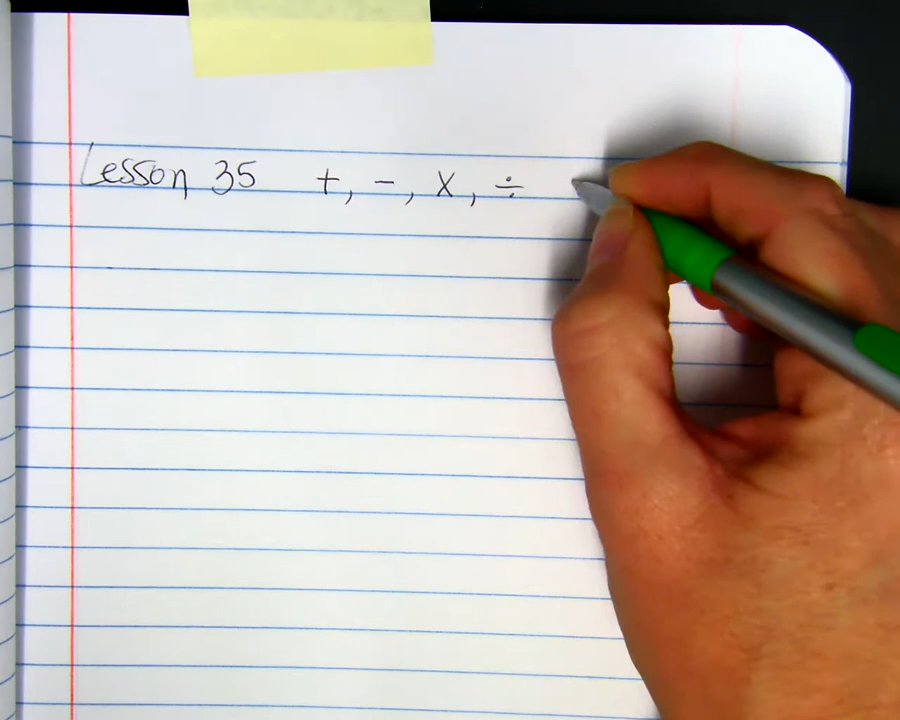 Lesson 35 +, -, x, ÷